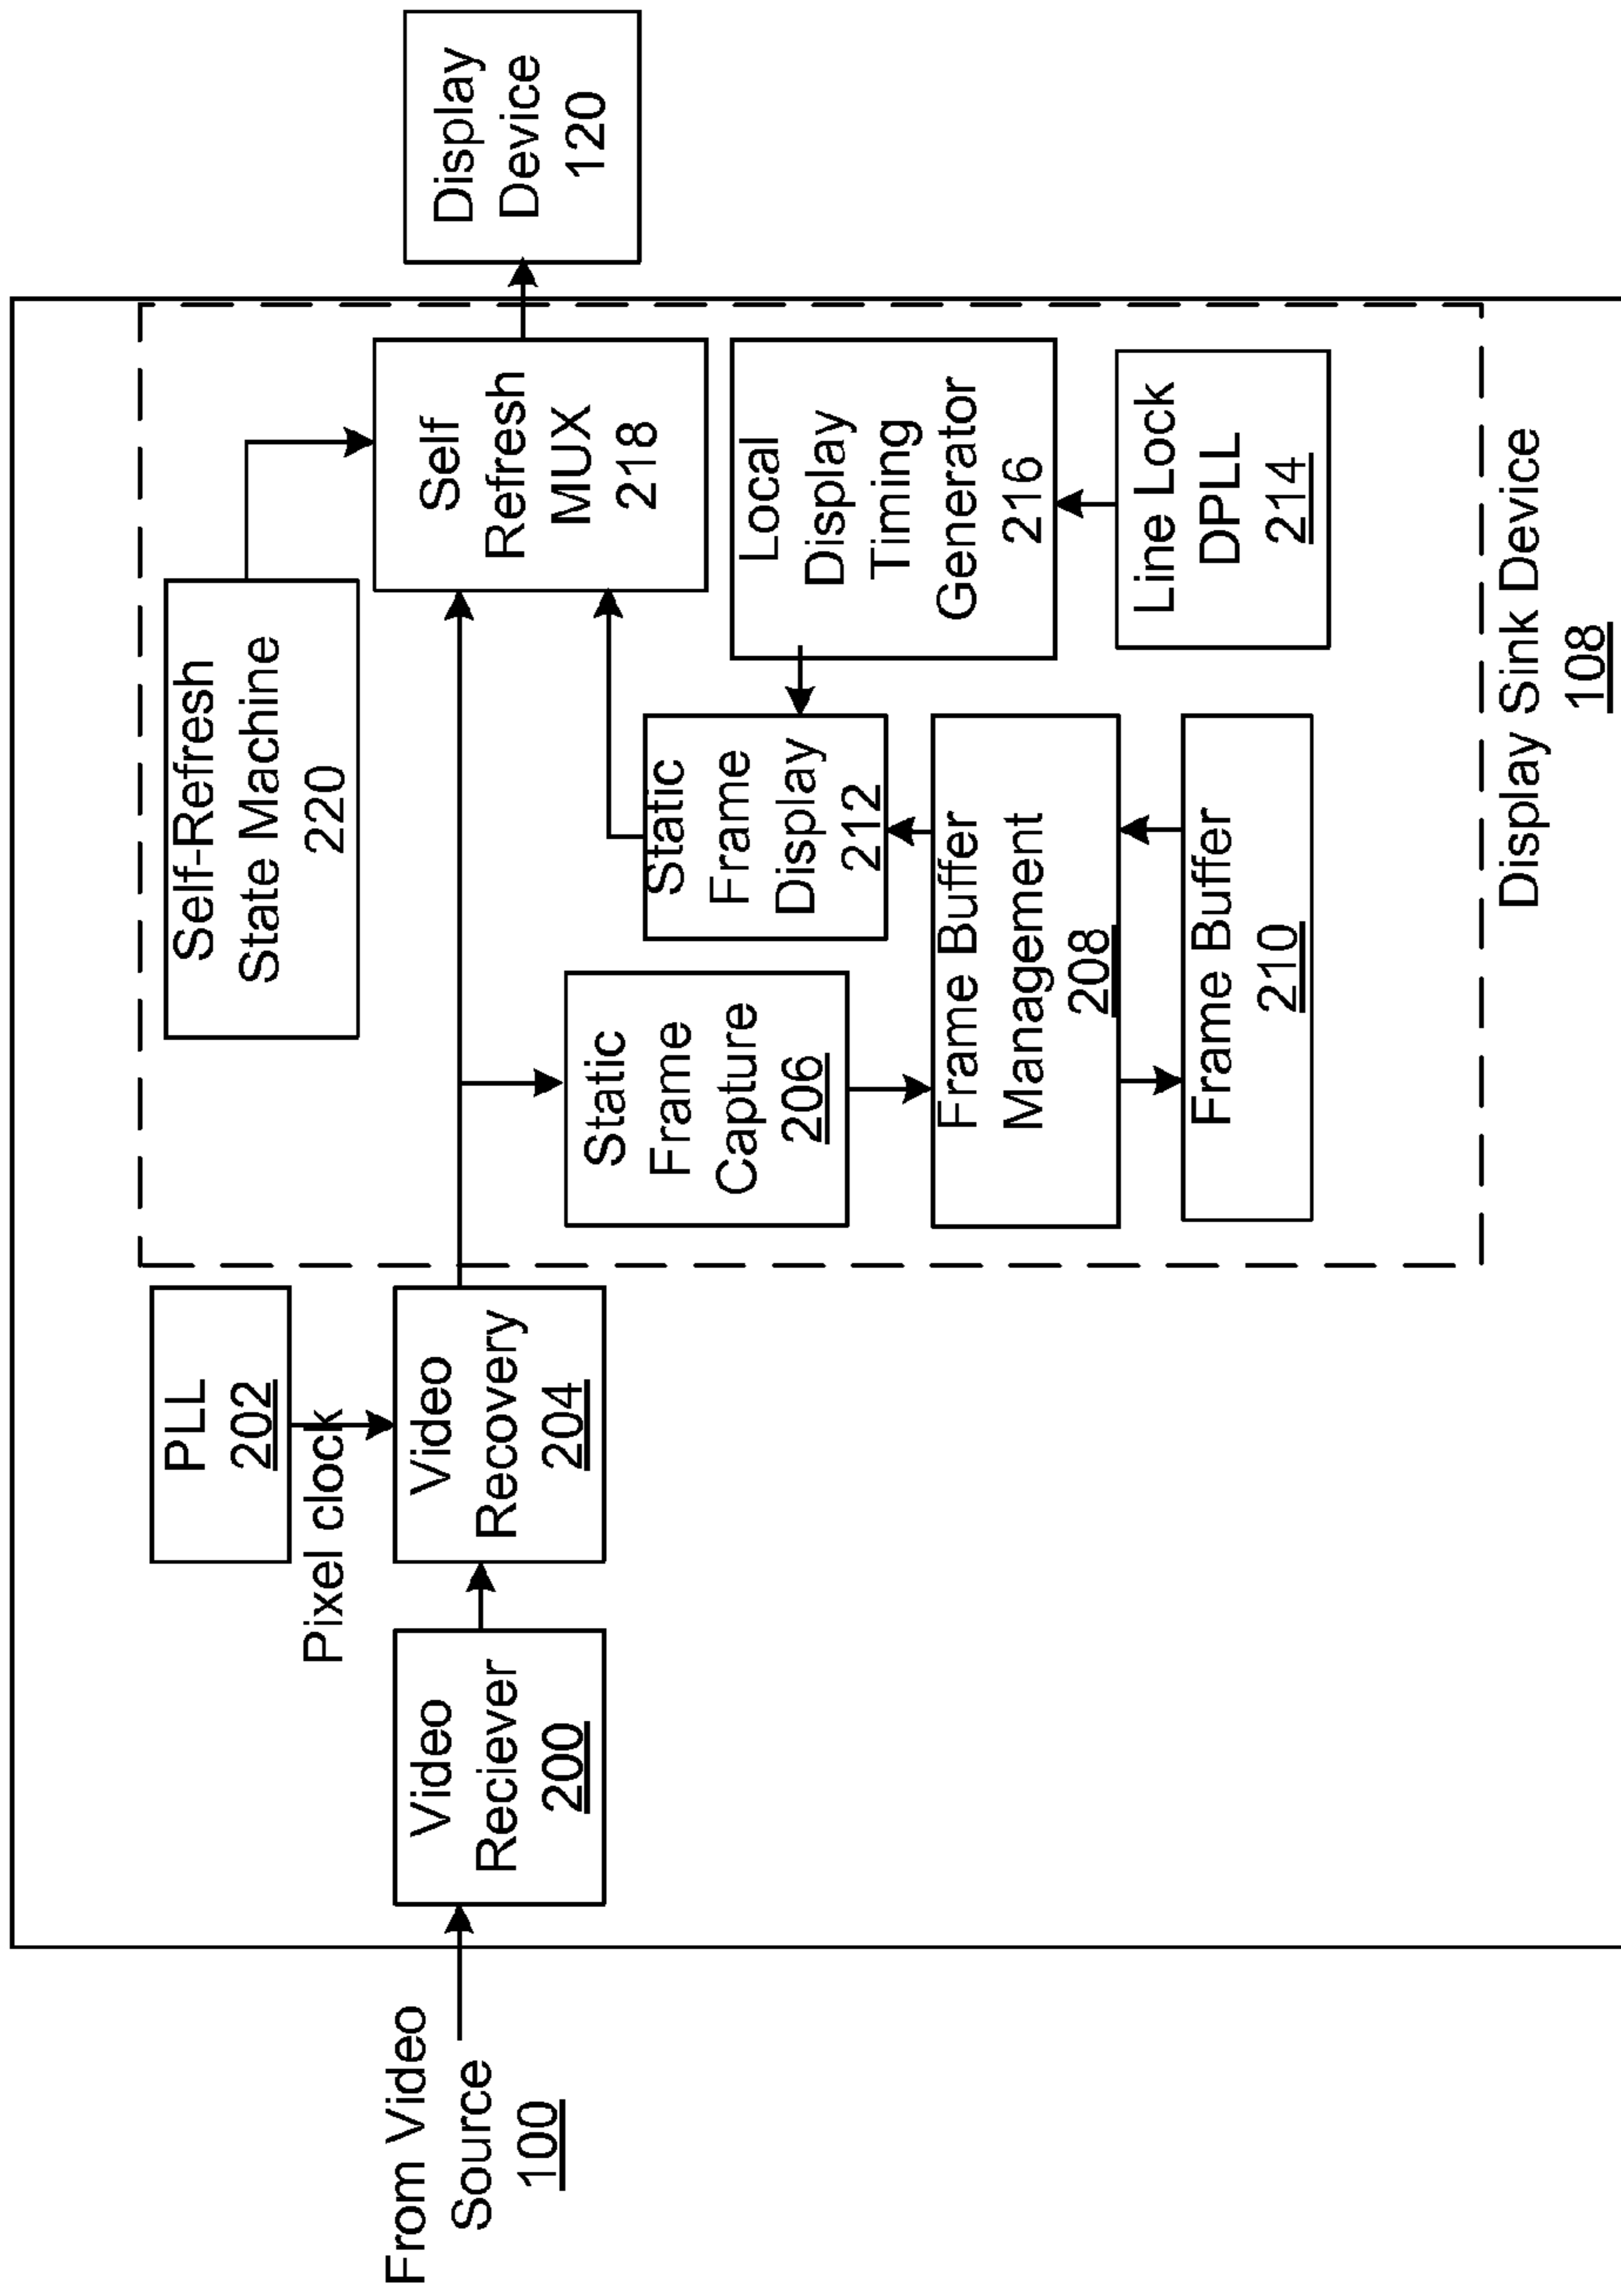 From Video
Source
100
Video
Reciever
200
PLL
202
Pixel clock
Video
Recovery
204
Self-Refresh
State Machine
220
Static
Frame
Capture
206
Frame Buffer
Management
208
Frame Buffer
210
Static
Frame
Display
212
Self
Refresh
MUX
218
Local
Display
Timing
Generator
216
Line Lock
DPLL
214
Display
Device
120
Display Sink Device
108